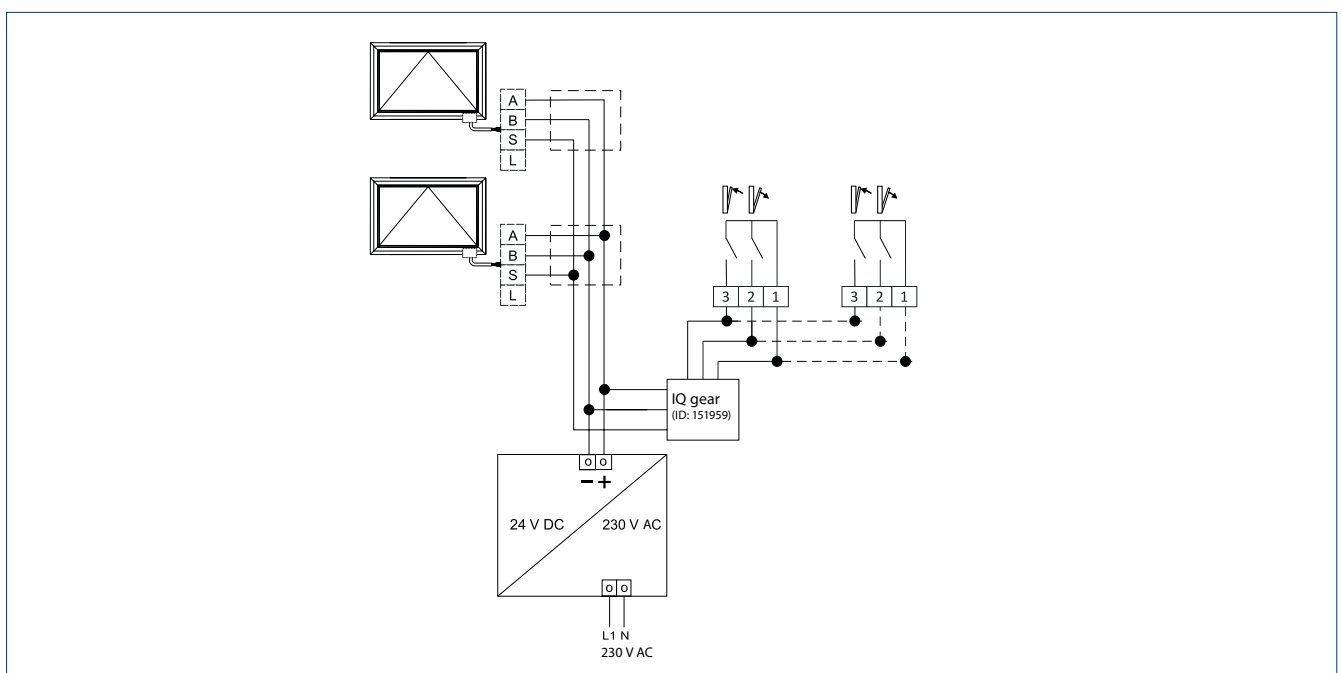 A
B
S
L
A
B
S
L
3 2 1
3 2 1
IQ gear
(ID: 151959)
o o
− +
24 V DC
230 V AC
o o
L1 N
230 V AC